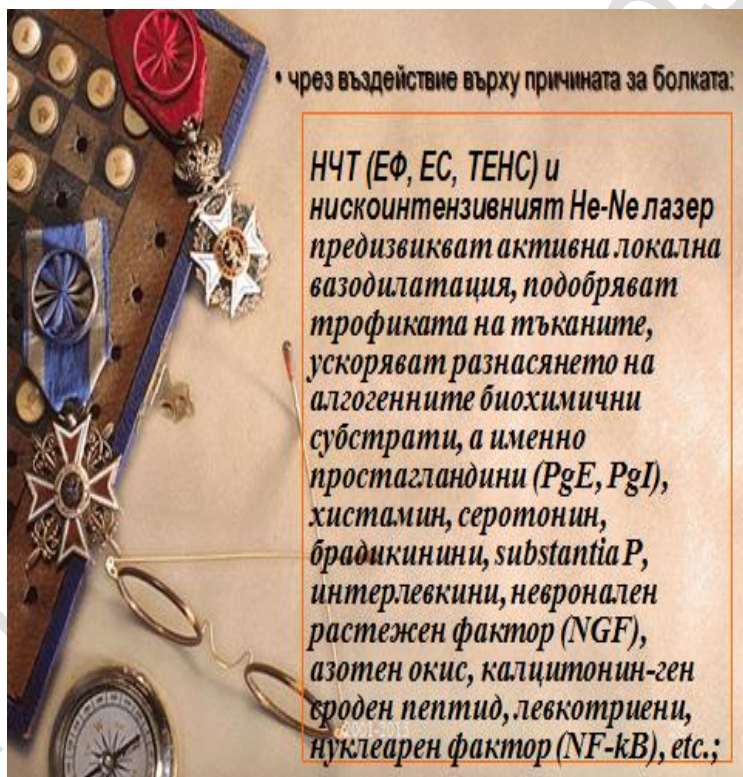 • чрез въздействие върху причината за болката:
НЧТ (ЕФ, ЕС, ТЕНС) и
нискоинтензивният He-Ne лазер
предизвикват активна локална
вазодилатация, подобряват
трофиката на тъканите,
ускоряват разнасянето на
алгогенните биохимични
субстрати, а именно
простагландини (PgE, PgI),
хистамин, серотонин,
брадикинини, substantia P,
интерлевкини, невронален
растежен фактор (NGF),
азотен окис, калцитонин-ген
сроден пептид, левкотриени,
нуклеарен фактор (NF-kB), etc.;